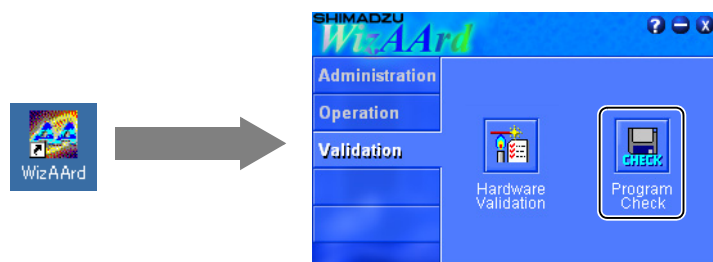 WizAArd
SHIMADZU
WizAArd
Administration
Operation
Validation
Hardware
Validation
CHECK
Program
Check